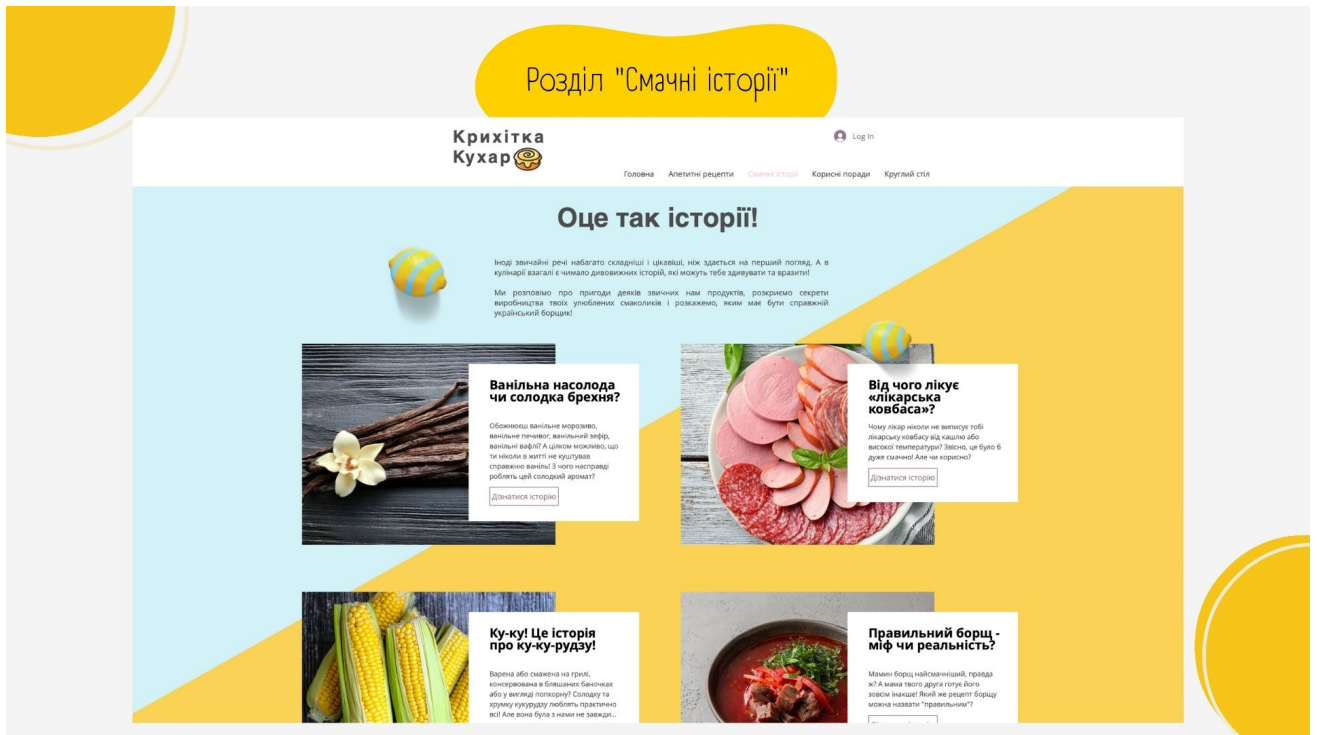 Розділ "Смачні історії"
Крихітка
Кухар
Log In
Головна Апетитні рецепти Смачні історії Корисні поради Круглий стіл
Оце так історії!
Іноді звичайні речі набагато складніші і цікавіші, ніж здається на перший погляд. А в
кулінарії взагалі є чимало дивовижних історій, які можуть тебе здивувати та вразити!
Ми розповімо про пригоди деяків звичних нам продуктів, розкриємо секрети
виробництва твоїх улюблених смаколиків і розкажемо, яким має бути справжній
український борщик!
Ванільна насолода
чи солодка брехня?
Обожнюєш ванільне морозиво,
ванільне печивог, ванільний зефір,
ванільні вафлі? А цілком можливо, що
ти ніколи в житті не куштував
справжню ваніль! З чого насправді
роблять цей солодкий аромат?
Дізнатися історію
Від чого лікує
«лікарська
ковбаса»?
Чому лікар ніколи не виписує тобі
лікарську ковбасу від кашлю або
високої температури? Звісно, це було б
дуже смачно! Але чи корисно?
Дізнатися історію
Ку-ку! Це історія
про ку-ку-рудзу!
Варена або смажена на грилі,
консервована в бляшаних баночках
або у вигляді попкорну? Солодку та
хрумку кукурудзу люблять практично
всі! Але вона була з нами не завжди...
Правильний борщ -
міф чи реальність?
Мамин борщ найсмачніший, правда
ж? А мама твого друга готує його
зовсім інакше! Який же рецепт борщу
можна назвати "правильним"?